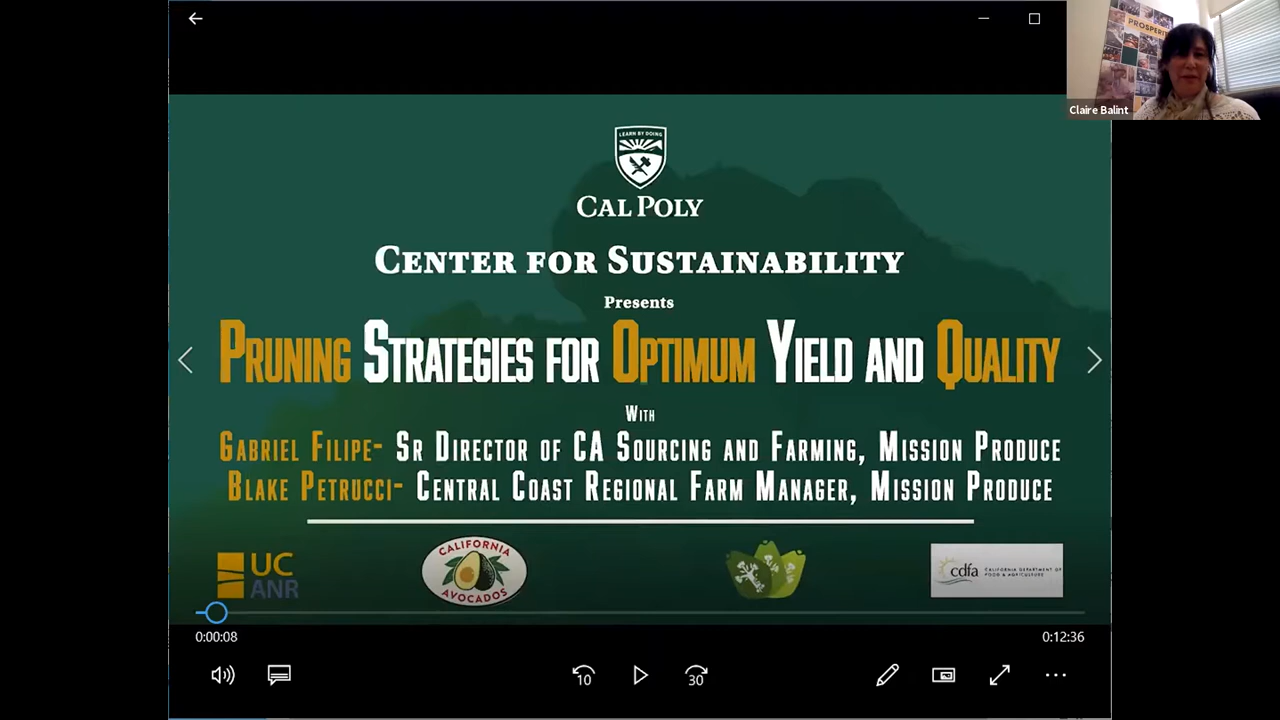 PROSPERI
Claire Balint
LEARN BY DOING
CAL POLY
CENTER FOR SUSTAINABILITY
Presents
PRUNING STRATEGIES FOR OPTIMUM YIELD AND QUALITY
WITH
GABRIEL FILIPE- SR DIRECTOR OF CA SOURCING AND FARMING, MISSION PRODUCE
BLAKE PETRUCCI- CENTRAL COAST REGIONAL FARM MANAGER, MISSION PRODUCE
UC
ANR
CALIFORNIA
AVOCADOS
cdfa
CALIFORNIA DEPARTMENT OF
FOOD & AGRICULTURE
0:00:08
0:12:36
10
30